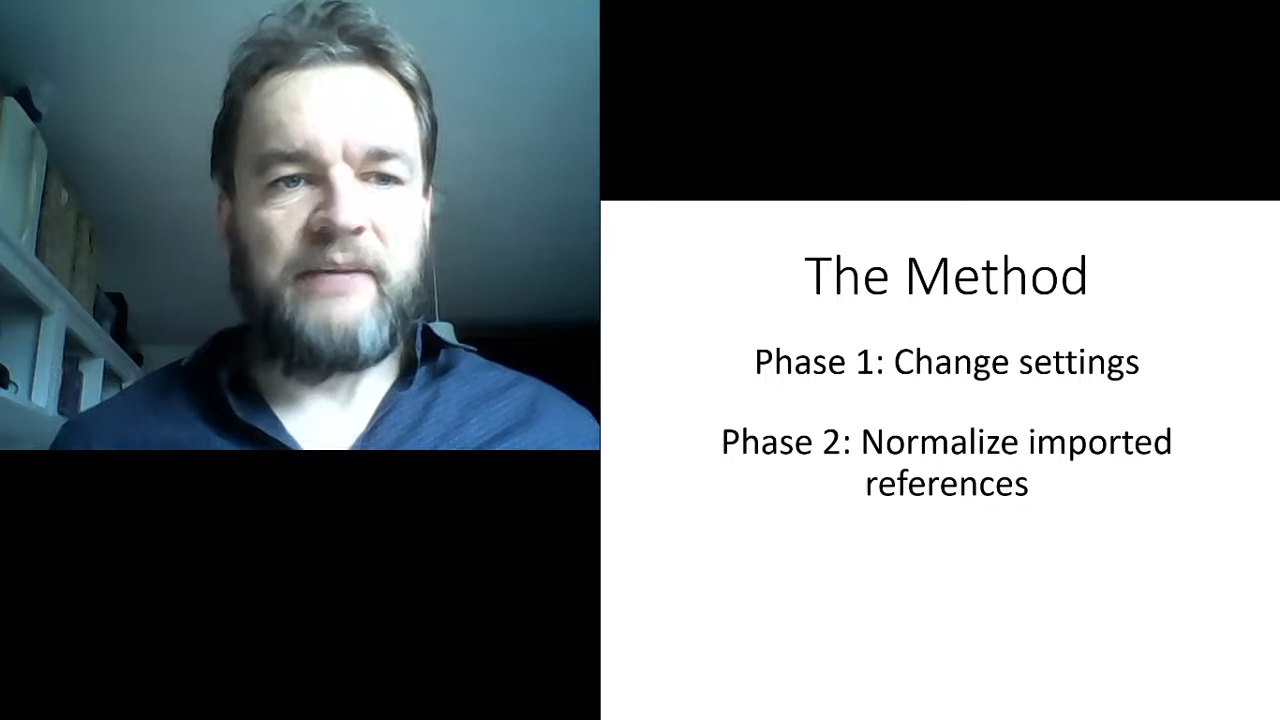 The Method
Phase 1: Change settings
Phase 2: Normalize imported
references